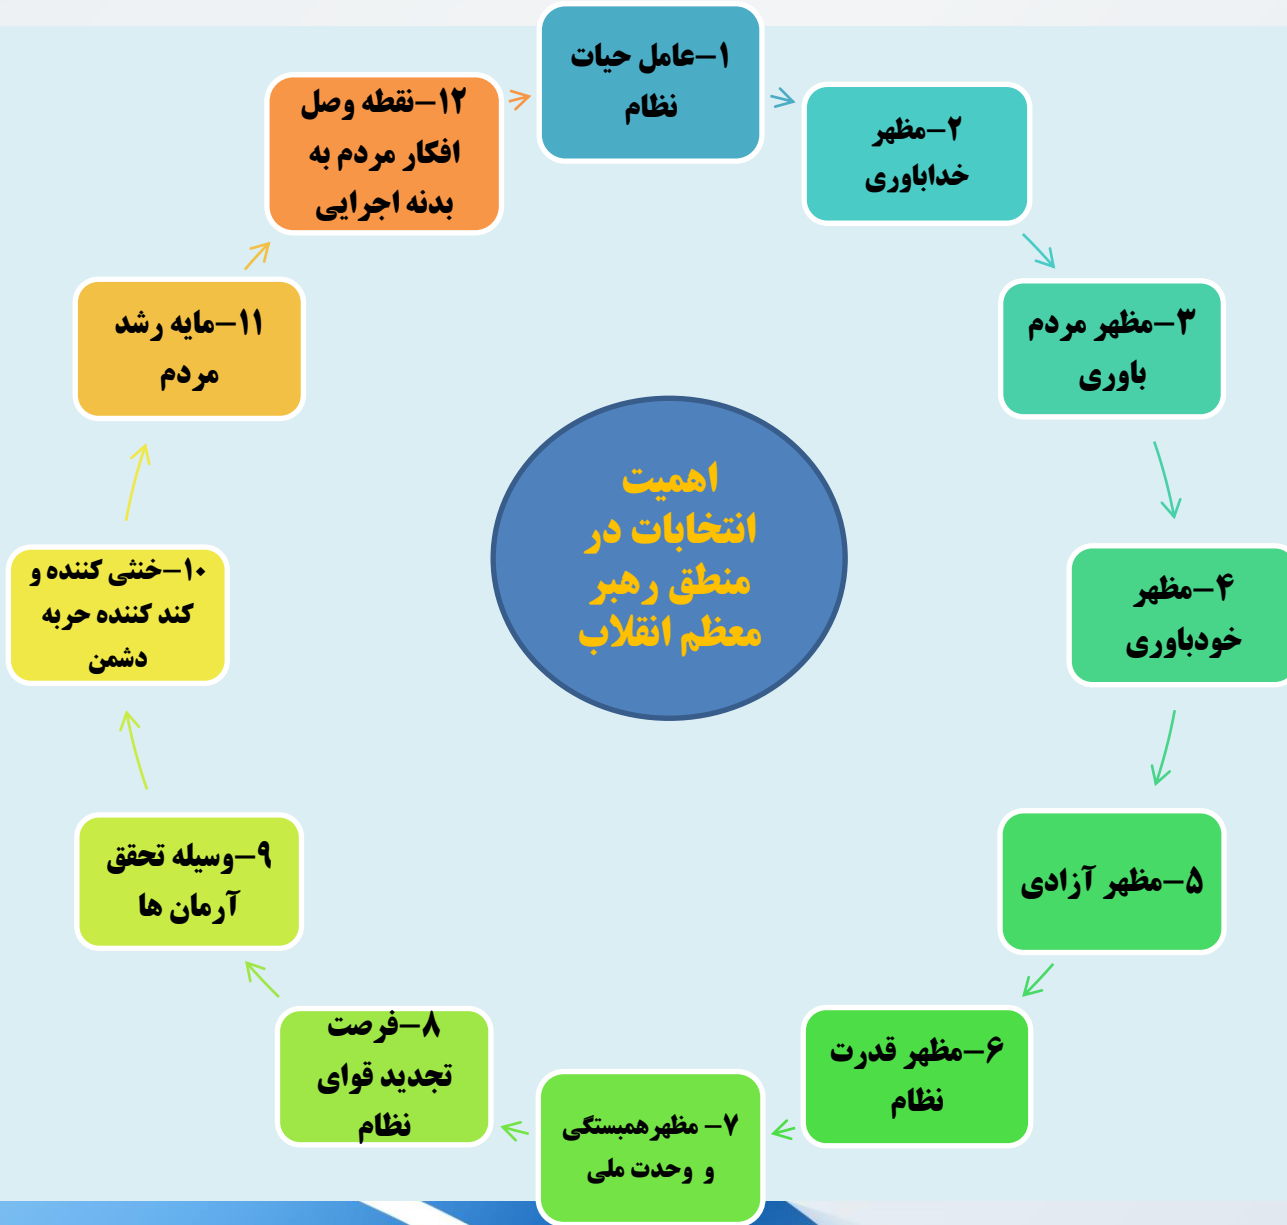 ۱-عامل حیات
نظام
۲-مظهر
خداباوری
۳-مظهر مردم
باوری
۴-مظهر
خودباوری
۵-مظهر آزادی
۶-مظهر قدرت
نظام
۷- مظهرهمبستگی
و وحدت ملی
۸-فرصت
تجدید قوای
نظام
۹-وسیله تحقق
آرمان ها
۱۰-خنثی کننده و
کند کننده حربه
دشمن
۱۱-مایه رشد
مردم
۱۲-نقطه وصل
افکار مردم به
بدنه اجرایی
اهمیت
انتخابات در
منطق رهبر
معظم انقلاب